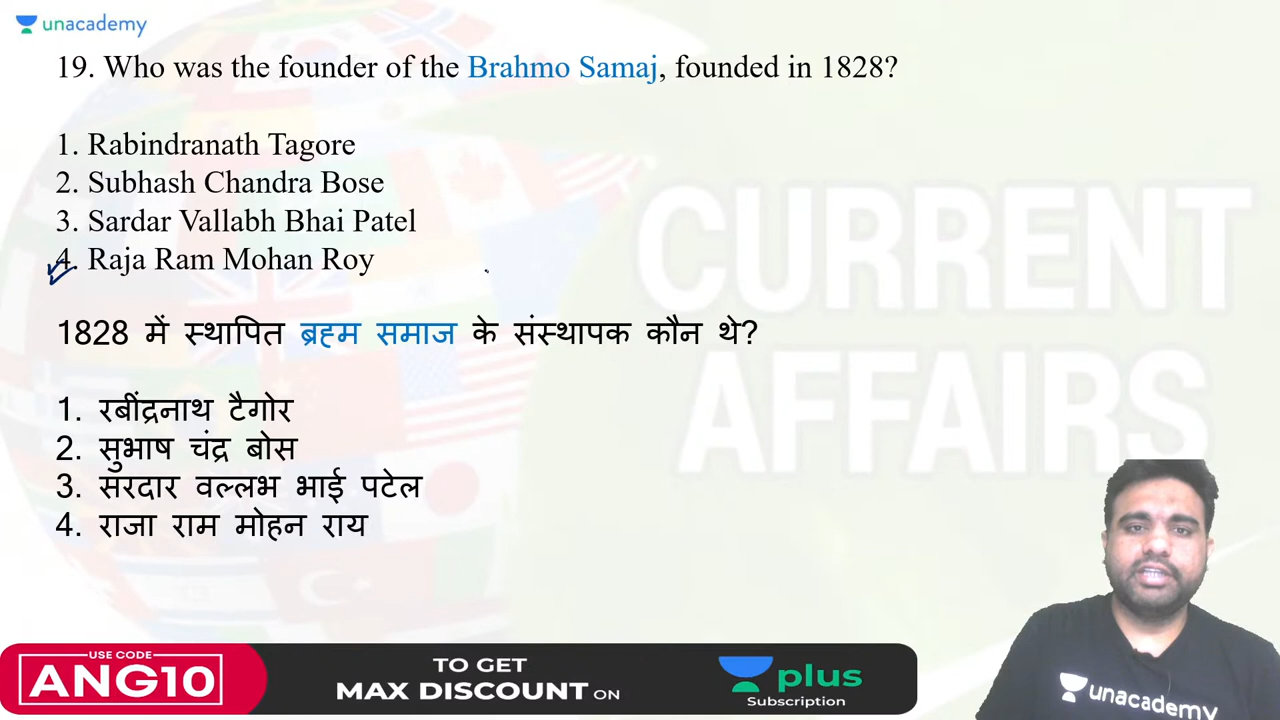 unacademy
19. Who was the founder of the Brahmo Samaj, founded in 1828?
1. Rabindranath Tagore
2. Subhash Chandra Bose
3. Sardar Vallabh Bhai Patel
4. Raja Ram Mohan Roy
1828 में स्थापित ब्रह्म समाज के संस्थापक कौन थे?
1. रबींद्रनाथ टैगोर
2. सुभाष चंद्र बोस
3. सरदार वल्लभ भाई पटेल
4. राजा राम मोहन राय
CURRENT
AFFAIRS
USE CODE
ANG10
TO GET
MAX DISCOUNT ON
plus
Subscription
unacademy